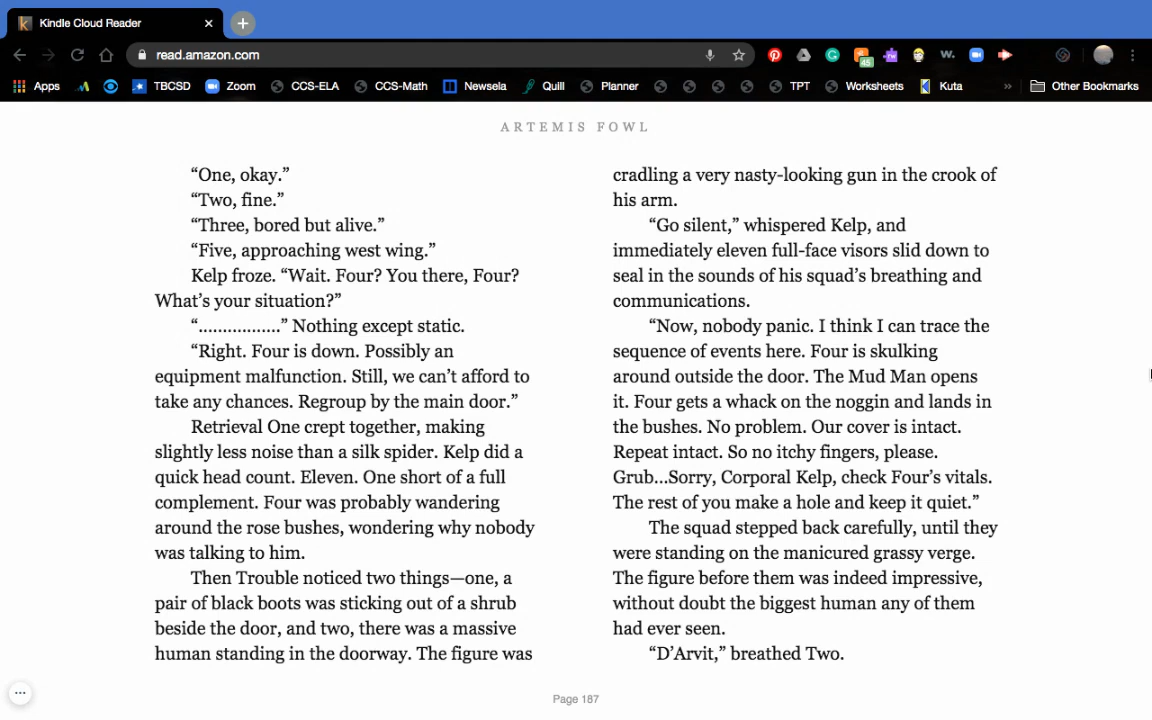 Kindle Cloud Reader
read.amazon.com
45
w.
Apps
TBCSD
Zoom
CCS-ELA
CCS-Math
Newsela
Quill
Planner
TPT
Worksheets
Kuta
»
Other Bookmarks
ARTEMIS FOWL
“One, okay.”
“Two, fine.”
“Three, bored but alive.”
“Five, approaching west wing.”
Kelp froze. “Wait. Four? You there, Four?
What’s your situation?”
“.................” Nothing except static.
“Right. Four is down. Possibly an
equipment malfunction. Still, we can’t afford to
take any chances. Regroup by the main door.”
Retrieval One crept together, making
slightly less noise than a silk spider. Kelp did a
quick head count. Eleven. One short of a full
complement. Four was probably wandering
around the rose bushes, wondering why nobody
was talking to him.
Then Trouble noticed two things—one, a
pair of black boots was sticking out of a shrub
beside the door, and two, there was a massive
human standing in the doorway. The figure was
cradling a very nasty-looking gun in the crook of
his arm.
“Go silent,” whispered Kelp, and
immediately eleven full-face visors slid down to
seal in the sounds of his squad’s breathing and
communications.
“Now, nobody panic. I think I can trace the
sequence of events here. Four is skulking
around outside the door. The Mud Man opens
it. Four gets a whack on the noggin and lands in
the bushes. No problem. Our cover is intact.
Repeat intact. So no itchy fingers, please.
Grub...Sorry, Corporal Kelp, check Four’s vitals.
The rest of you make a hole and keep it quiet.”
The squad stepped back carefully, until they
were standing on the manicured grassy verge.
The figure before them was indeed impressive,
without doubt the biggest human any of them
had ever seen.
“D’Arvit,” breathed Two.
Page 187